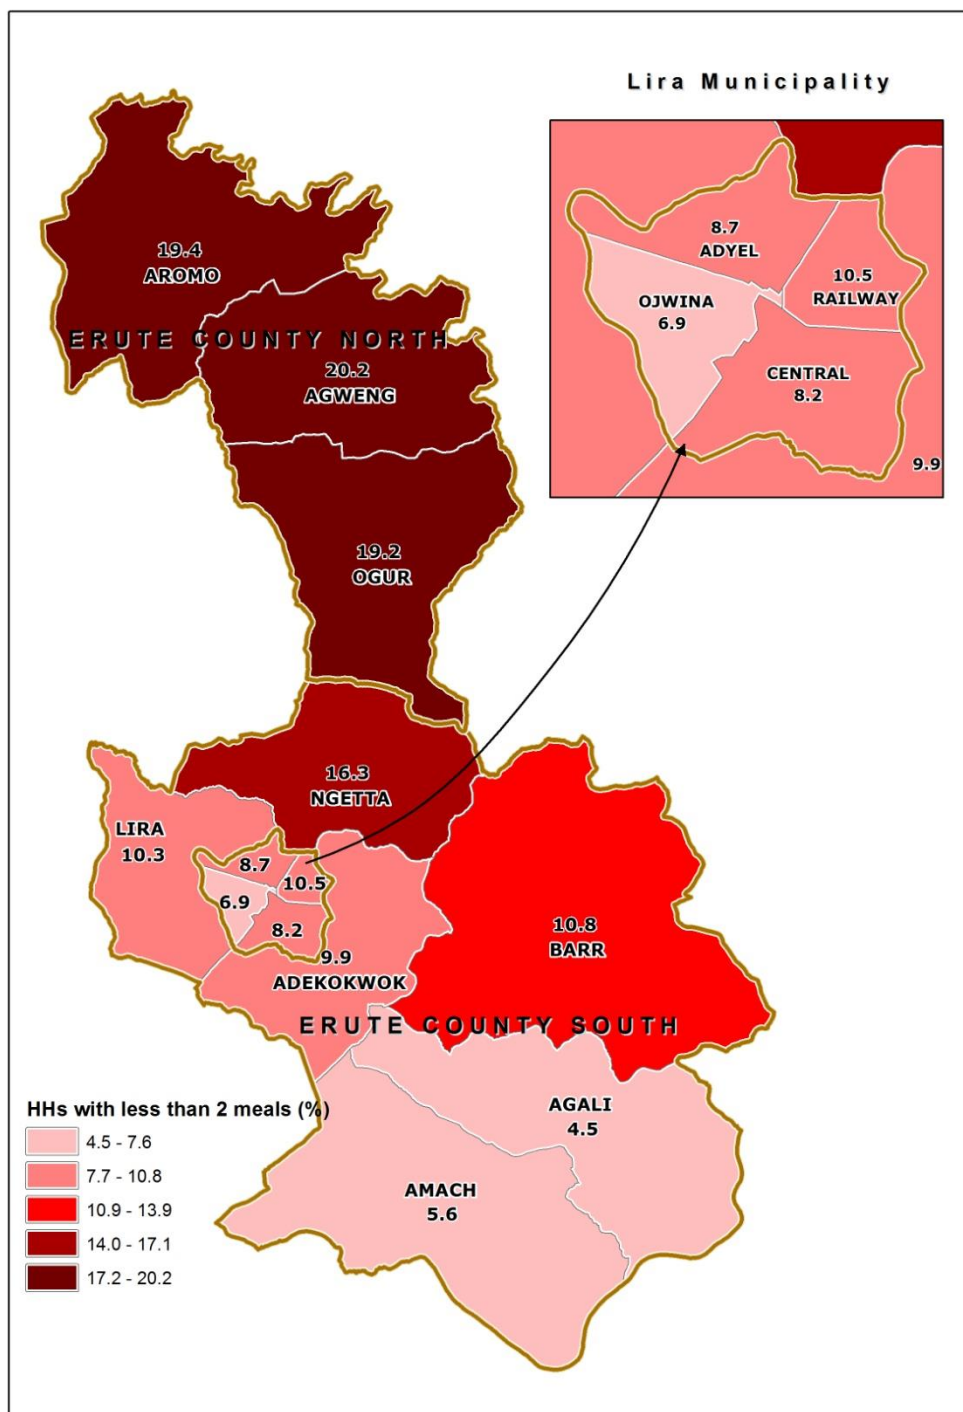 Lira Municipality
8.7
ADYEL
10.5
RAILWAY
OJWINA
6.9
CENTRAL
8.2
9.9
19.4
AROMO
ERUTE COUNTY NORTH
20.2
AGWENG
19.2
OGUR
16.3
NGETTA
LIRA
10.3
8.7
10.5
6.9
8.2
9.9
ADEKOKWOK
10.8
BARR
ERUTE COUNTY SOUTH
AGALI
4.5
AMACH
5.6
HHs with less than 2 meals (%)
4.5 - 7.6
7.7 - 10.8
10.9 - 13.9
14.0 - 17.1
17.2 - 20.2